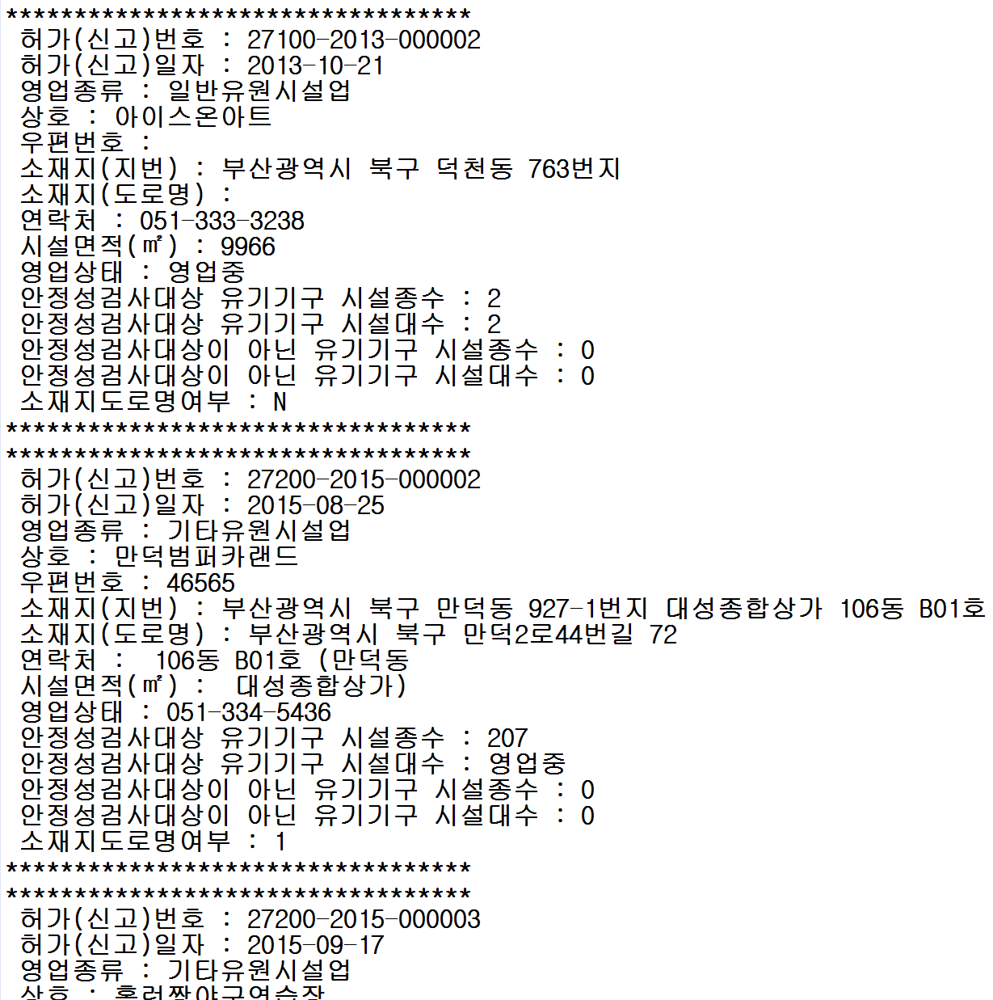 ***********************************
허가(신고)번호 : 27100-2013-000002
허가(신고)일자 : 2013-10-21
영업종류 : 일반유원시설업
상호 : 아이스온아트
우편번호 :
소재지(지번) : 부산광역시 북구 덕천동 763번지
소재지(도로명) :
연락처 : 051-333-3238
시설면적(㎡) : 9966
영업상태 : 영업중
안정성검사대상 유기기구 시설종수 : 2
안정성검사대상 유기기구 시설대수 : 2
안정성검사대상이 아닌 유기기구 시설종수 : 0
안정성검사대상이 아닌 유기기구 시설대수 : 0
소재지도로명여부 : N
***********************************
***********************************
허가(신고)번호 : 27200-2015-000002
허가(신고)일자 : 2015-08-25
영업종류 : 기타유원시설업
상호 : 만덕범퍼카랜드
우편번호 : 46565
소재지(지번) : 부산광역시 북구 만덕동 927-1번지 대성종합상가 106동 B01호
소재지(도로명) : 부산광역시 북구 만덕2로44번길 72
연락처 :  106동 B01호 (만덕동
시설면적(㎡) :  대성종합상가)
영업상태 : 051-334-5436
안정성검사대상 유기기구 시설종수 : 207
안정성검사대상 유기기구 시설대수 : 영업중
안정성검사대상이 아닌 유기기구 시설종수 : 0
안정성검사대상이 아닌 유기기구 시설대수 : 0
소재지도로명여부 : 1
***********************************
***********************************
허가(신고)번호 : 27200-2015-000003
허가(신고)일자 : 2015-09-17
영업종류 : 기타유원시설업
상호 : 홈런짱야구연습장